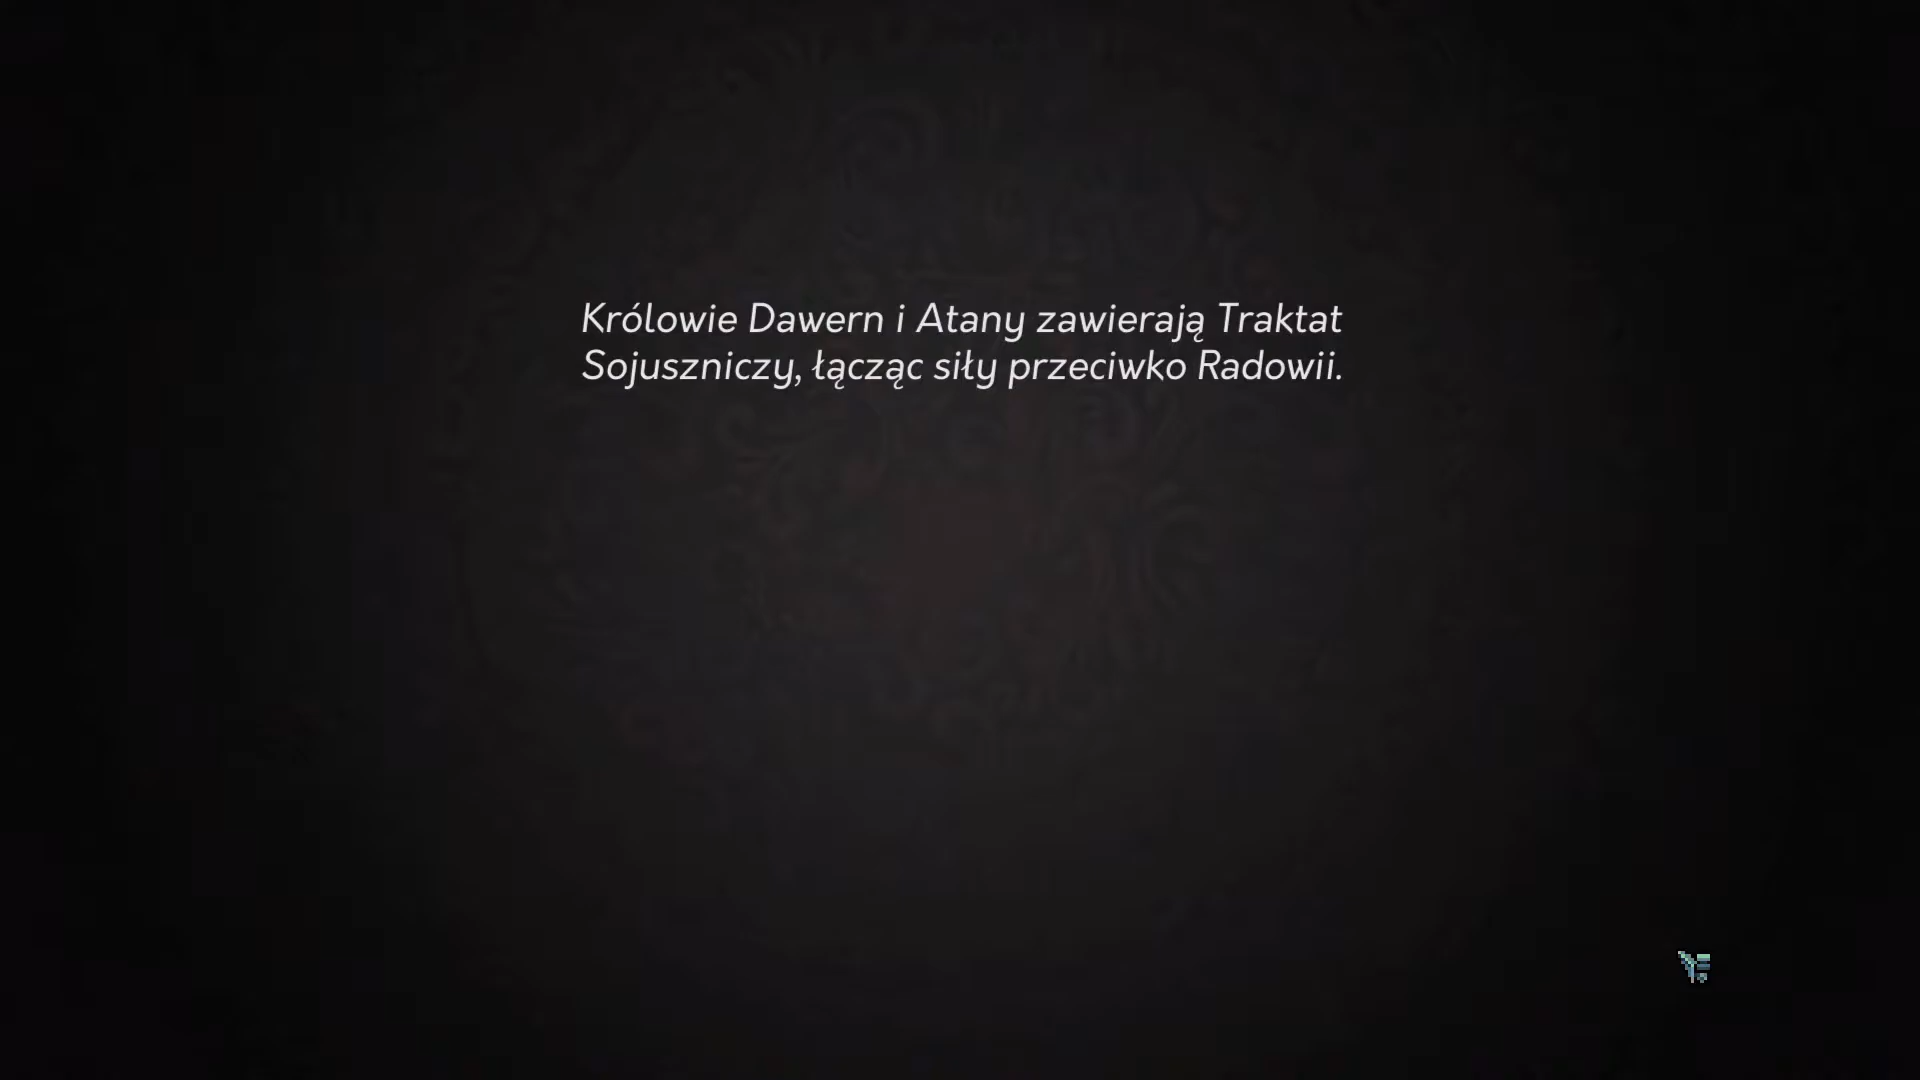 Królowie Dawern i Atany zawierają Traktat
Sojuszniczy, łącząc siły przeciwko Radowii.